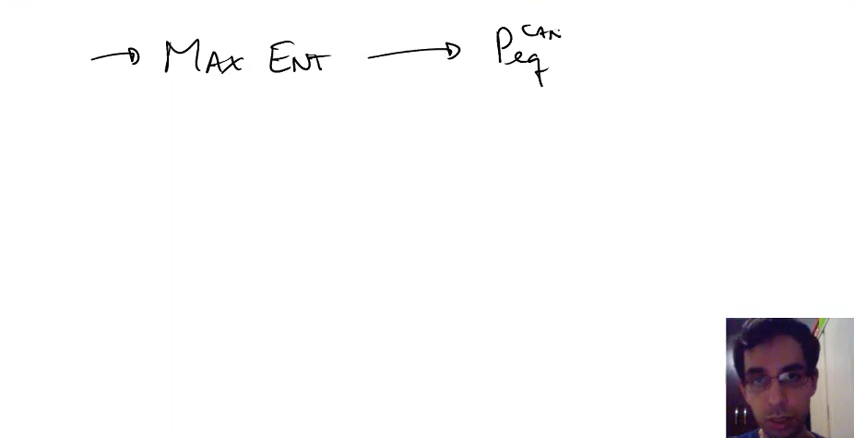 → MAX ENT → Peq^CAN